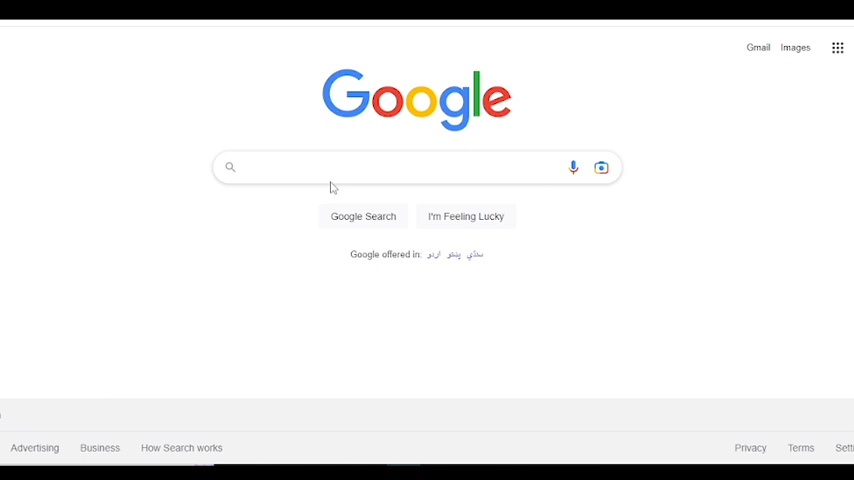 Gmail Images
Google
Google Search I'm Feeling Lucky
Google offered in: اردو پښتو سنڌي
Advertising Business How Search works Privacy Terms